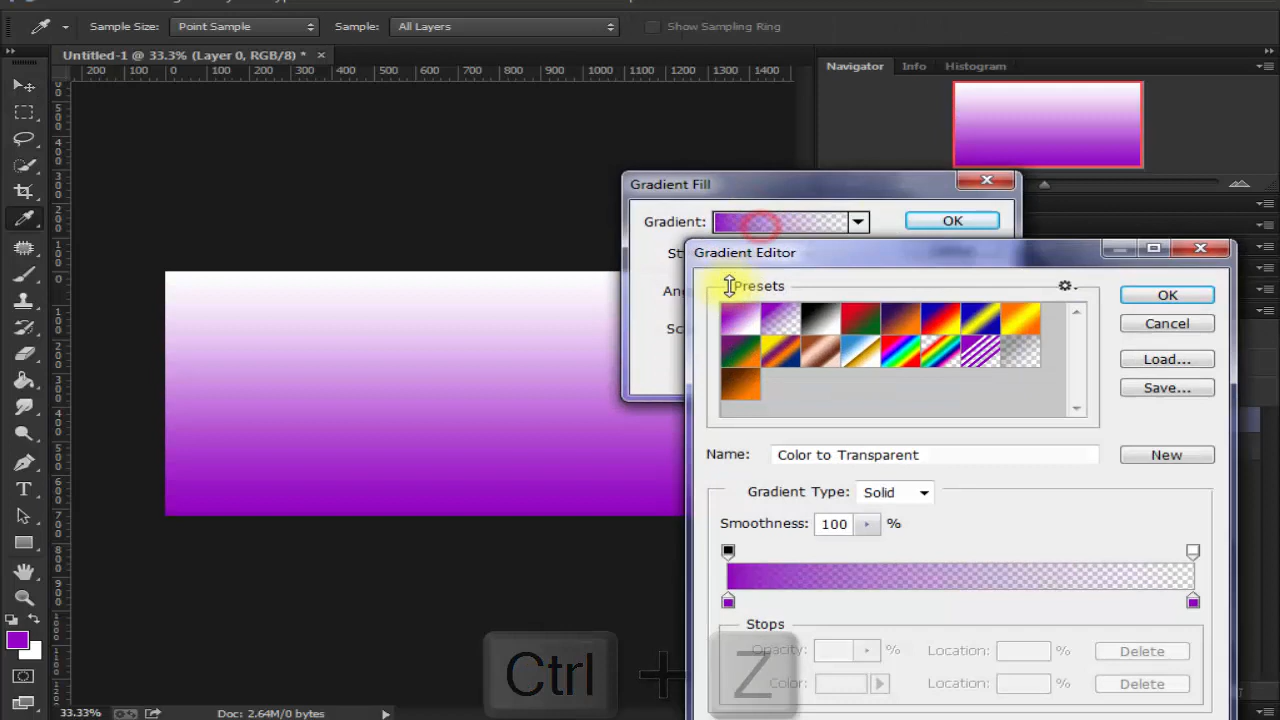 Sample Size: Point Sample Sample: All Layers Show Sampling Ring
Untitled-1 @ 33.3% (Layer 0, RGB/8) * ×
Navigator Info Histogram
200 100 0 100 200 300 400 500 600 700 800 900 1000 1100 1200 1300 1400
Gradient Fill
Gradient: OK
Gradient Editor
St
Presets
OK
Ang
Cancel
Sc
Load...
Save...
Name: Color to Transparent New
Gradient Type: Solid
Smoothness: 100 %
Stops
Opacity: % Location: % Delete
Color: Location: % Delete
Ctrl + Z
33.33% Doc: 2.64M/0 bytes